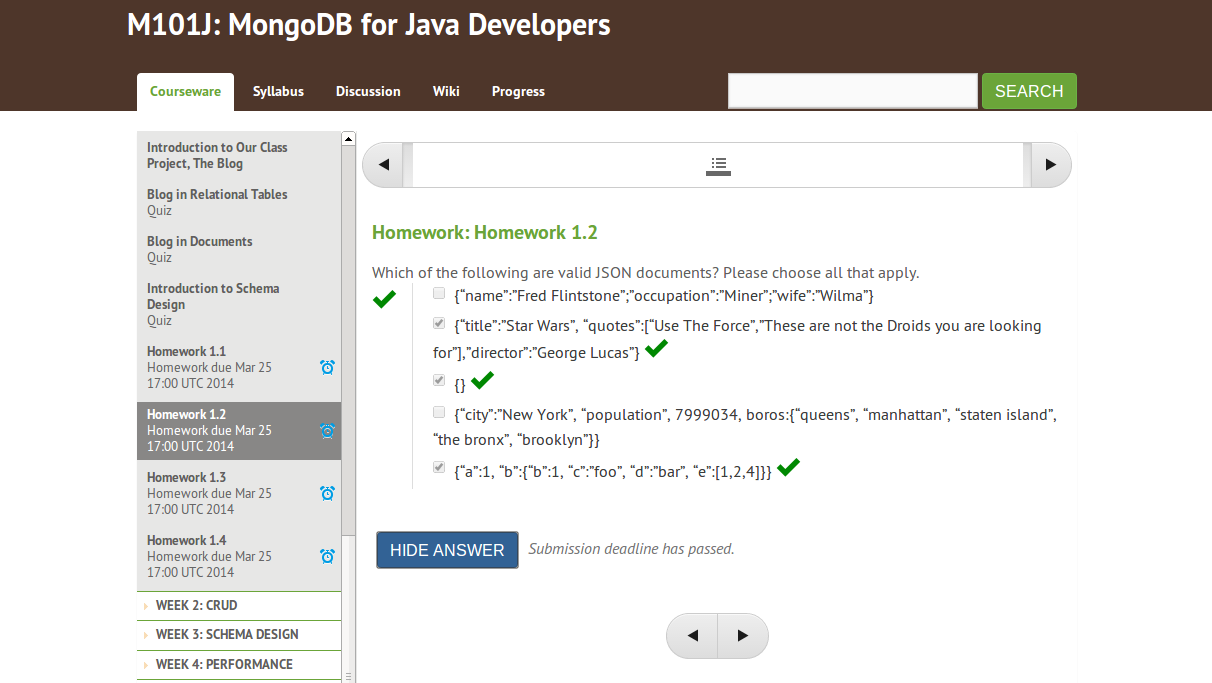 M101J: MongoDB for Java Developers
Courseware Syllabus Discussion Wiki Progress
SEARCH
Introduction to Our Class
Project, The Blog
Blog in Relational Tables
Quiz
Blog in Documents
Quiz
Introduction to Schema
Design
Quiz
Homework 1.1
Homework due Mar 25
17:00 UTC 2014
Homework 1.2
Homework due Mar 25
17:00 UTC 2014
Homework 1.3
Homework due Mar 25
17:00 UTC 2014
Homework 1.4
Homework due Mar 25
17:00 UTC 2014
WEEK 2: CRUD
WEEK 3: SCHEMA DESIGN
WEEK 4: PERFORMANCE
Homework: Homework 1.2
Which of the following are valid JSON documents? Please choose all that apply.
{“name”:”Fred Flintstone”;”occupation”:”Miner”;”wife”:”Wilma”}
{“title”:”Star Wars”, “quotes”:[“Use The Force”,”These are not the Droids you are looking
for”],”director”:”George Lucas”}
{}
{“city”:”New York”, “population”, 7999034, boros:{“queens”, “manhattan”, “staten island”,
“the bronx”, “brooklyn”}}
{“a”:1, “b”:{“b”:1, “c”:”foo”, “d”:”bar”, “e”:[1,2,4]}}
HIDE ANSWER
Submission deadline has passed.